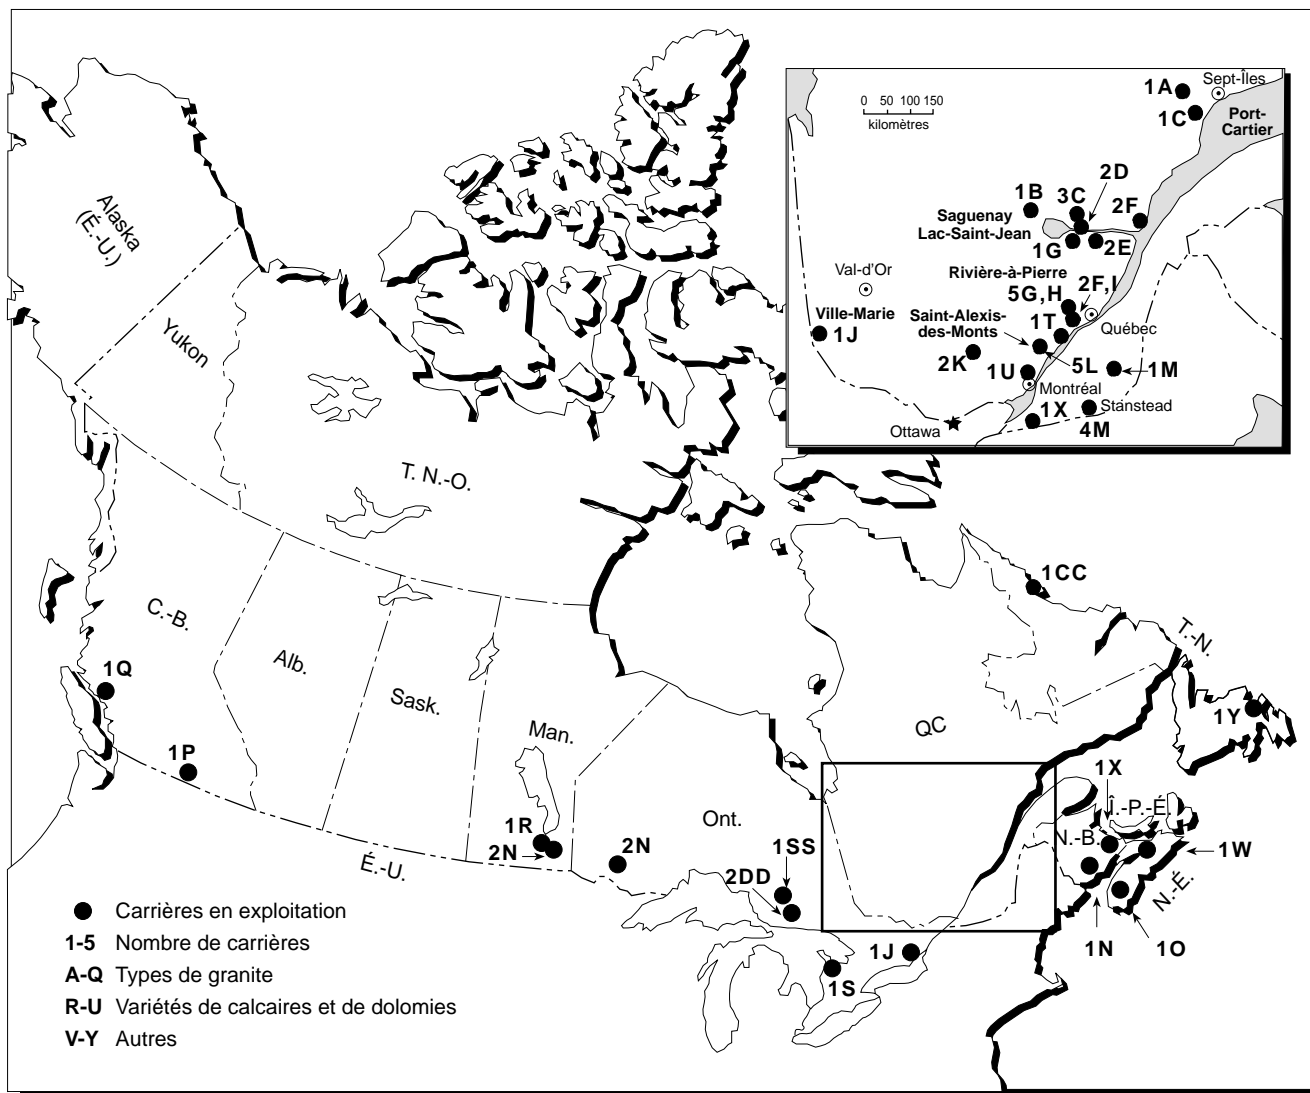 Alaska
(É.-U.)
Yukon
T. N.-O.
C.-B.
Alb.
Sask.
Man.
Ont.
QC
T.-N.
Î.-P.-É.
N.-B.
N.-É.
É.-U.
1Q
1P
1R
2N
2N
1SS
2DD
1S
1J
1CC
1Y
1X
1W
1N
1O
0 50 100 150
kilomètres
1A
Sept-Îles
1C
Port-
Cartier
2D
1B
3C
2F
Saguenay
Lac-Saint-Jean
1G
2E
Val-d'Or
Rivière-à-Pierre
5G,H
2F,I
Ville-Marie
1J
Saint-Alexis-
des-Monts
1T
Québec
2K
1U
5L
1M
Montréal
1X
Stanstead
4M
Ottawa
Carrières en exploitation
1-5 Nombre de carrières
A-Q Types de granite
R-U Variétés de calcaires et de dolomies
V-Y Autres